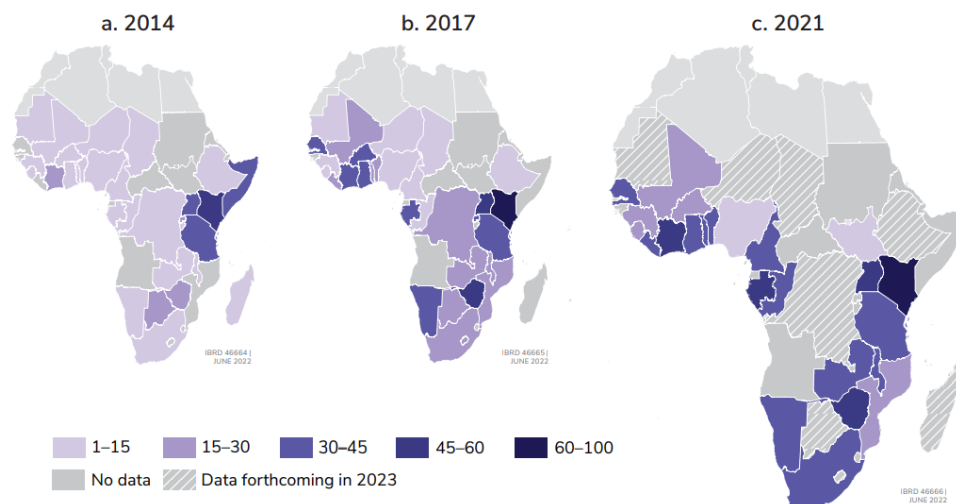 a. 2014
b. 2017
c. 2021
IBRD 46664 |
JUNE 2022
IBRD 46665 |
JUNE 2022
1–15
15–30
30–45
45–60
60–100
No data
Data forthcoming in 2023
IBRD 46666 |
JUNE 2022